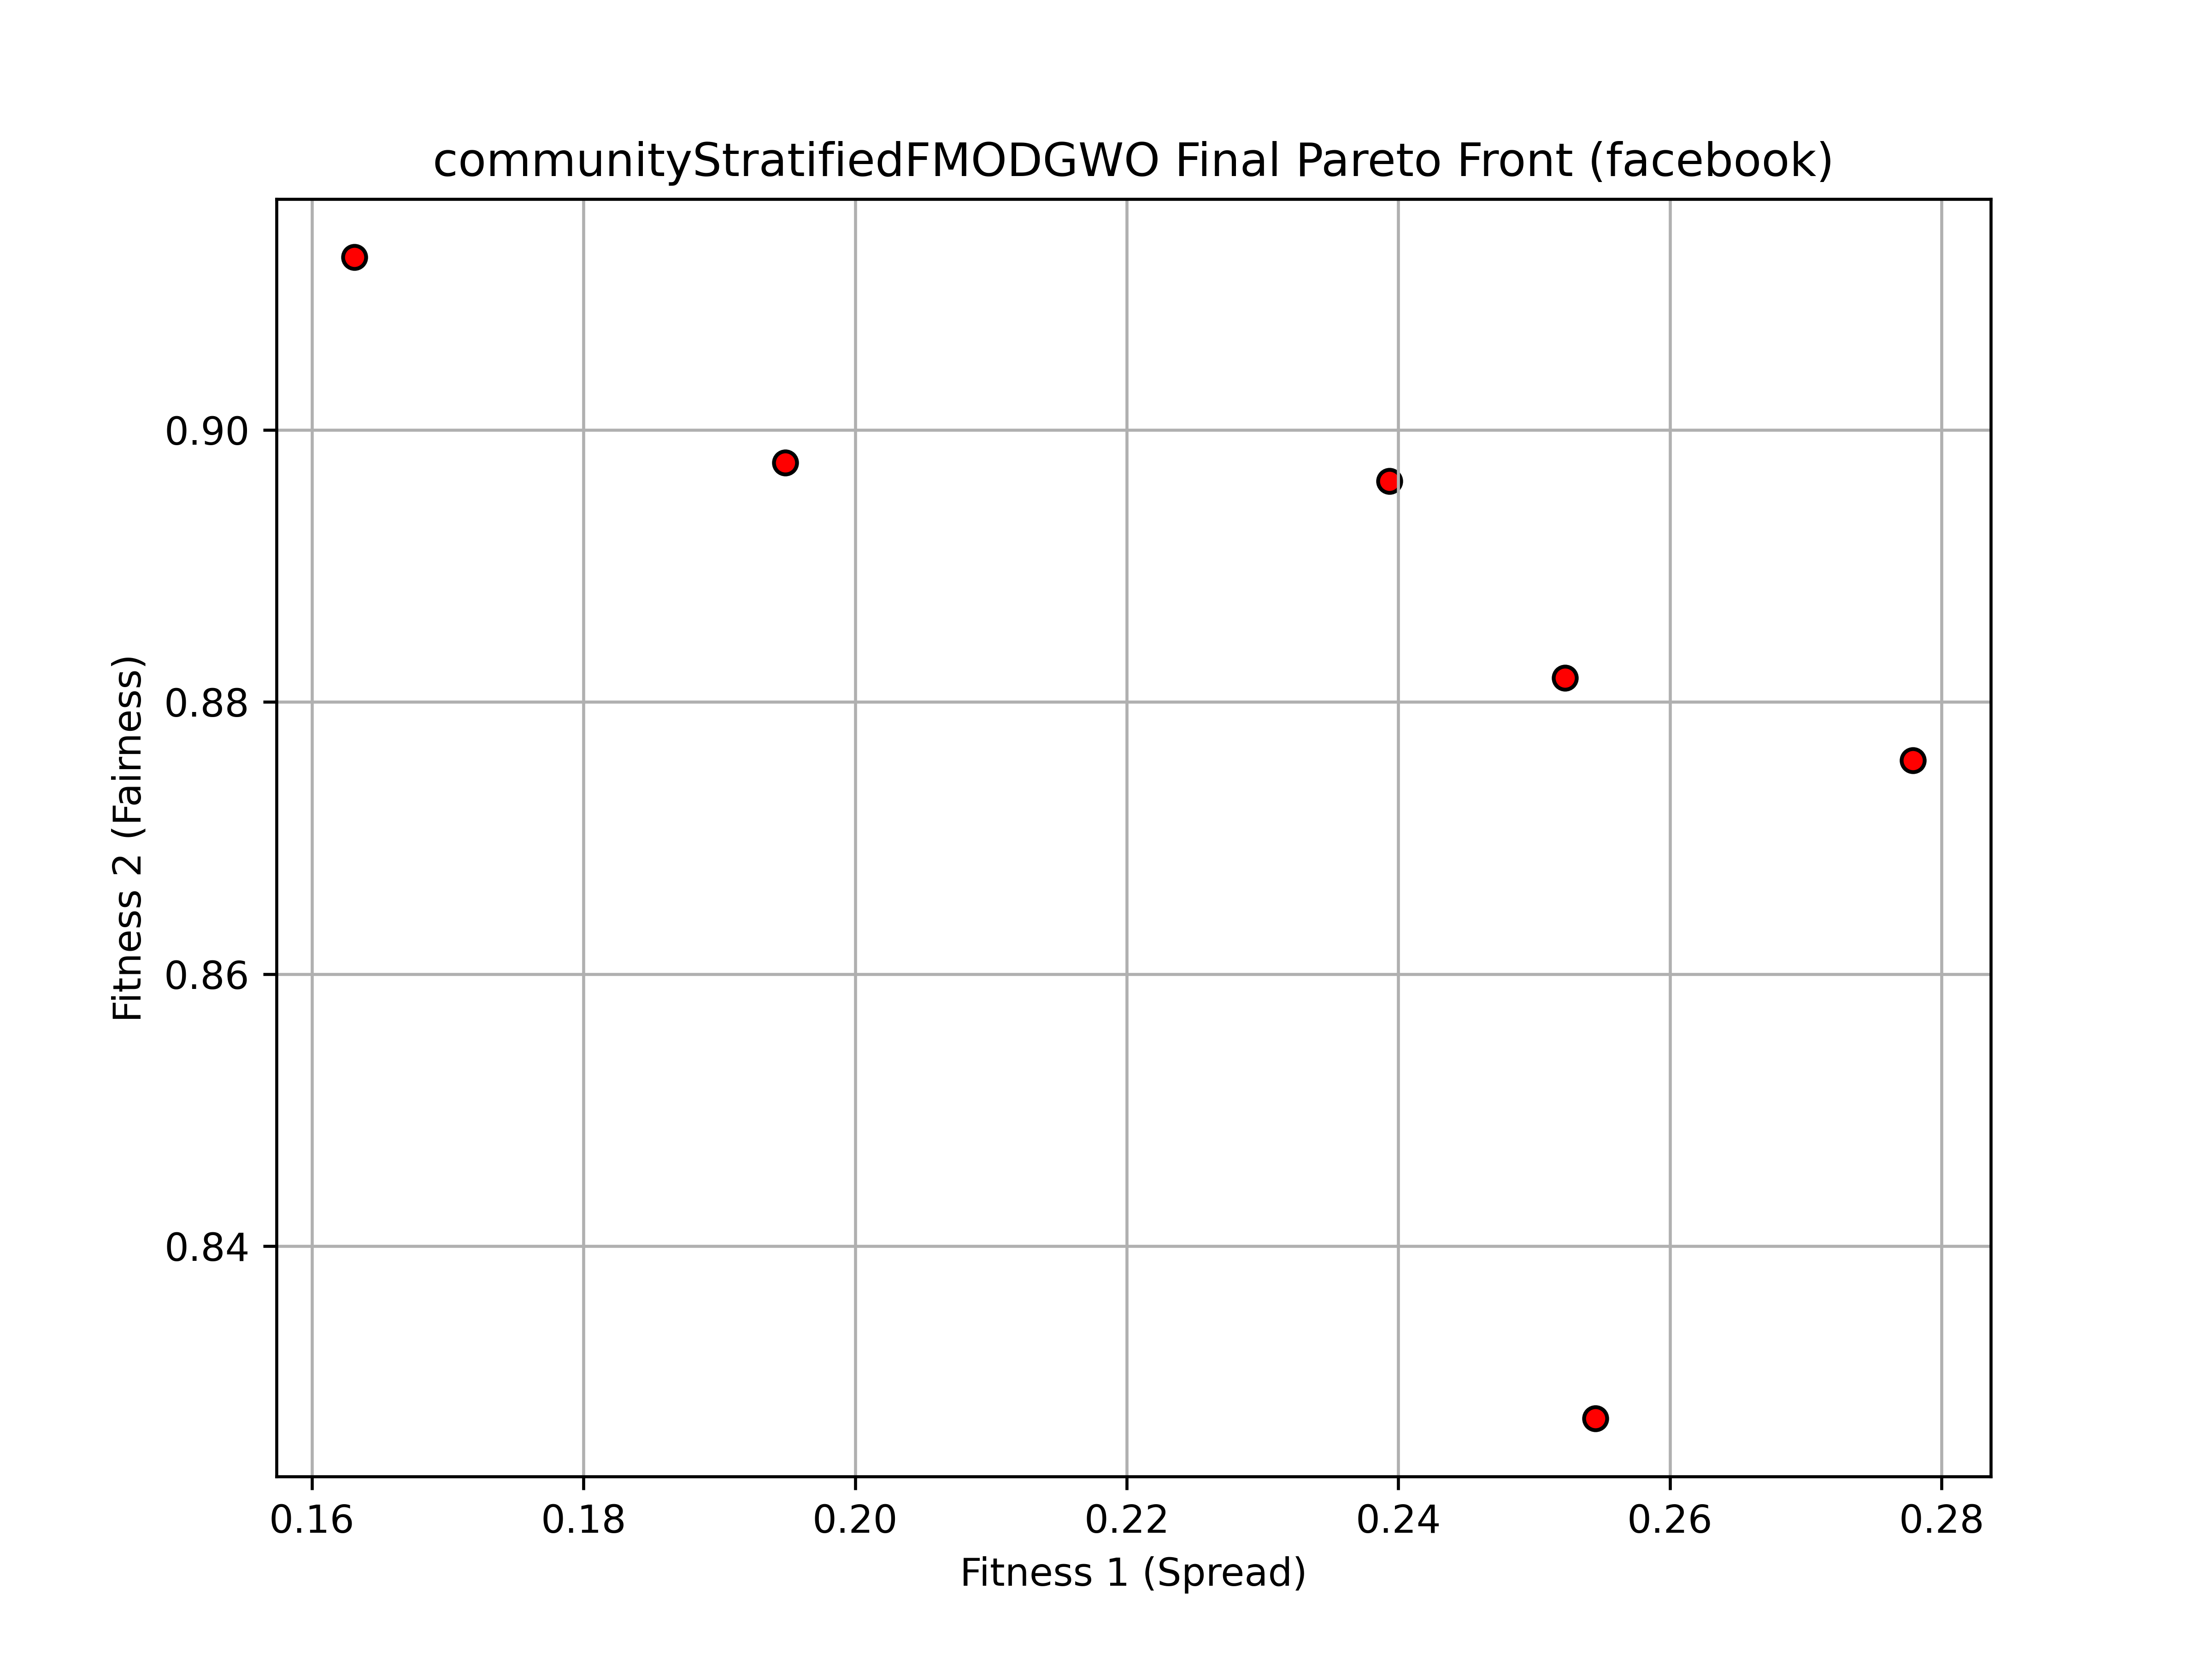 communityStratifiedFMODGWO Final Pareto Front (facebook)
Fitness 2 (Fairness)
0.90
0.88
0.86
0.84
0.16 0.18 0.20 0.22 0.24 0.26 0.28
Fitness 1 (Spread)